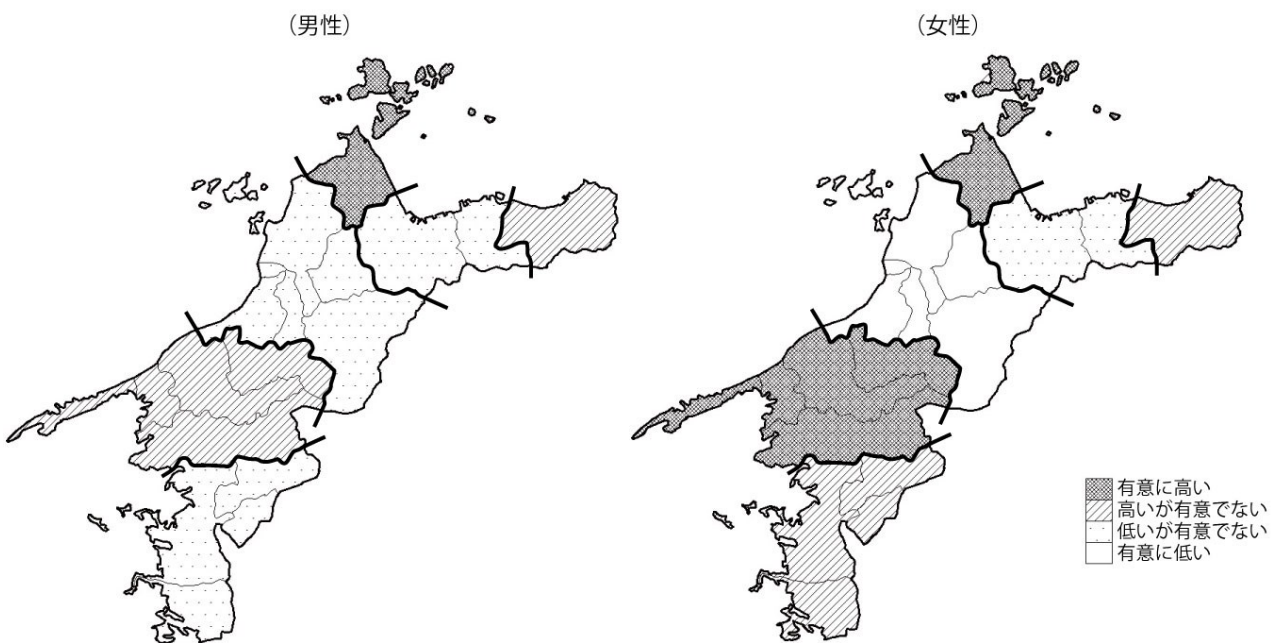 （男性）
（女性）
有意に高い
高いが有意でない
低いが有意でない
有意に低い